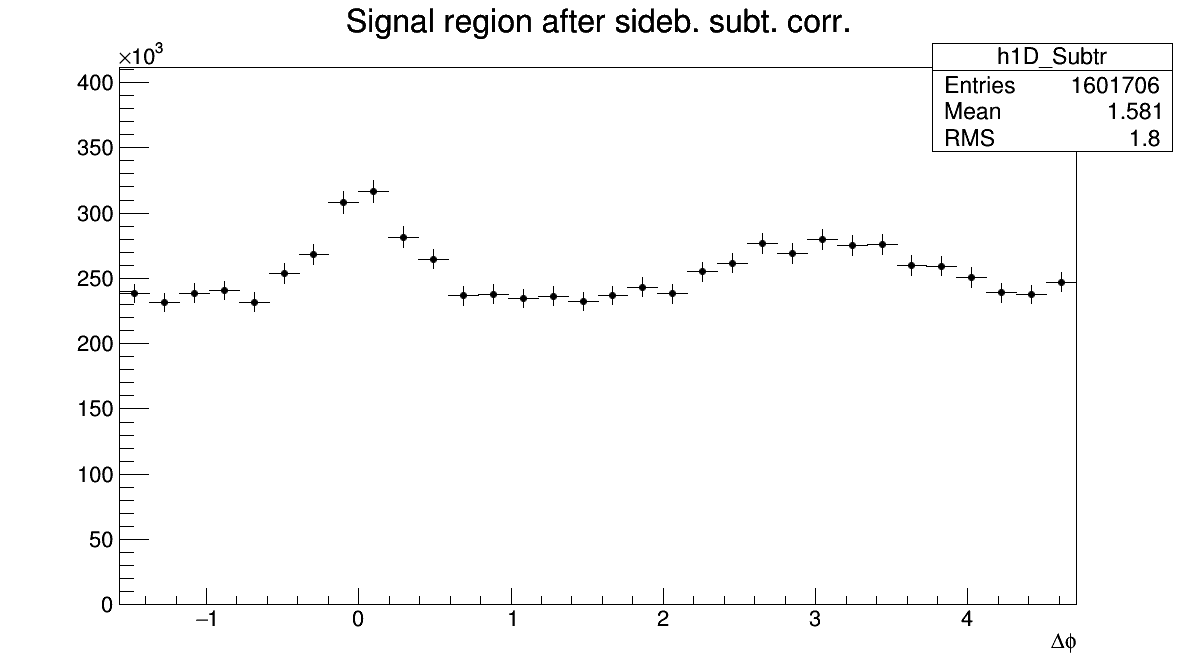 Signal region after sideb. subt. corr.
×10³
h1D_Subtr
Entries 1601706
Mean 1.581
RMS 1.8
400
350
300
250
200
150
100
50
0
−1 0 1 2 3 4
Δϕ